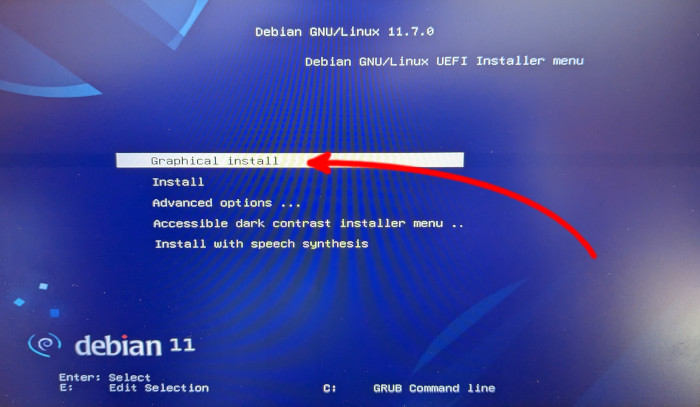 Debian GNU/Linux 11.7.0
Debian GNU/Linux UEFI Installer menu
Graphical install
Install
Advanced options ...
Accessible dark contrast installer menu ..
Install with speech synthesis
debian 11
Enter: Select
E: Edit Selection C: GRUB Command line